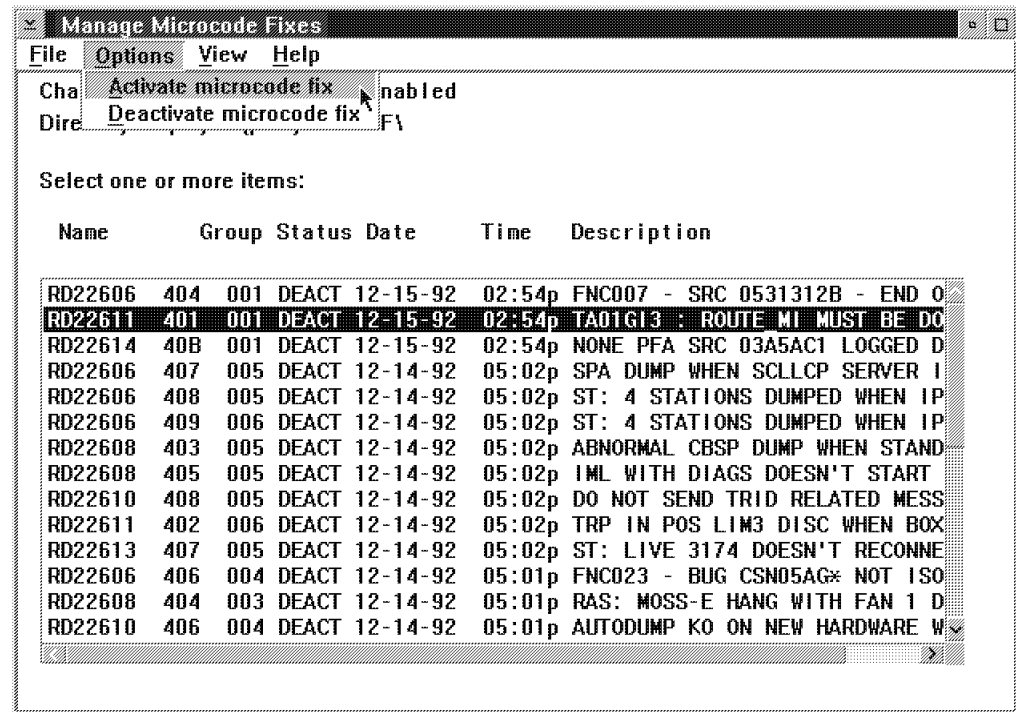 Manage Microcode Fixes
File Options View Help
Activate microcode fix
Deactivate microcode fix
Cha nabled
Dire F\
Select one or more items:
Name Group Status Date Time Description
RD22606 404 001 DEACT 12-15-92 02:54p FNC007 - SRC 0531312B - END O
RD22611 401 001 DEACT 12-15-92 02:54p TA01GI3 : ROUTE_MI MUST BE DO
RD22614 40B 001 DEACT 12-15-92 02:54p NONE PFA SRC 03A5AC1 LOGGED D
RD22606 407 005 DEACT 12-14-92 05:02p SPA DUMP WHEN SCLLCP SERVER I
RD22606 408 005 DEACT 12-14-92 05:02p ST: 4 STATIONS DUMPED WHEN IP
RD22606 409 006 DEACT 12-14-92 05:02p ST: 4 STATIONS DUMPED WHEN IP
RD22608 403 005 DEACT 12-14-92 05:02p ABNORMAL CBSP DUMP WHEN STAND
RD22608 405 005 DEACT 12-14-92 05:02p IML WITH DIAGS DOESN'T START
RD22610 408 005 DEACT 12-14-92 05:02p DO NOT SEND TRID RELATED MESS
RD22611 402 006 DEACT 12-14-92 05:02p TRP IN POS LIM3 DISC WHEN BOX
RD22613 407 005 DEACT 12-14-92 05:02p ST: LIVE 3174 DOESN'T RECONNE
RD22606 406 004 DEACT 12-14-92 05:01p FNC023 - BUG CSN05AG* NOT ISO
RD22608 404 003 DEACT 12-14-92 05:01p RAS: MOSS-E HANG WITH FAN 1 D
RD22610 406 004 DEACT 12-14-92 05:01p AUTODUMP KO ON NEW HARDWARE W